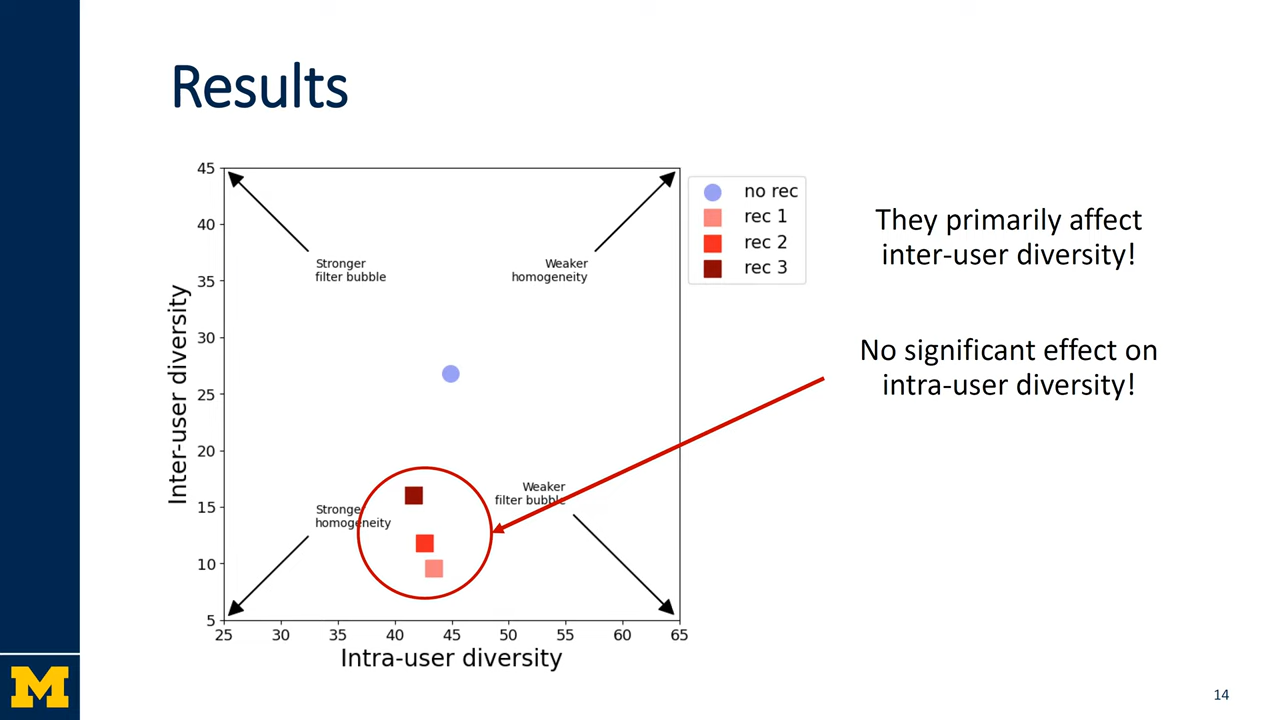 Results
45
40
35
30
25
20
15
10
5
25 30 35 40 45 50 55 60 65
Inter-user diversity
Intra-user diversity
Stronger
filter bubble
Weaker
homogeneity
Stronger
homogeneity
Weaker
filter bubble
no rec
rec 1
rec 2
rec 3
They primarily affect
inter-user diversity!
No significant effect on
intra-user diversity!
M
14